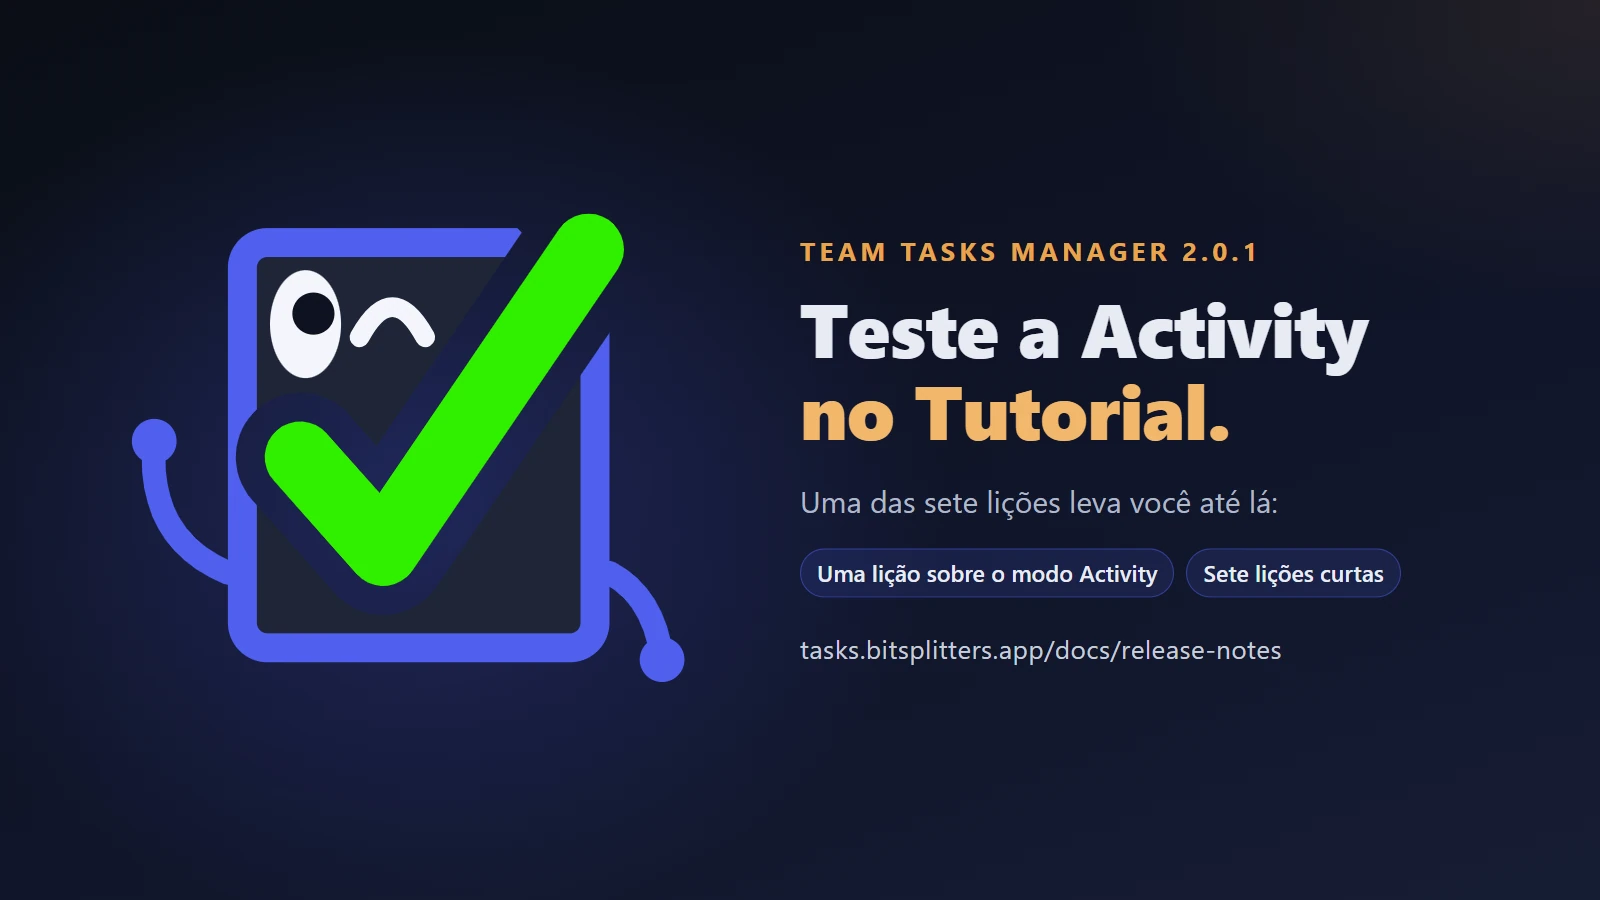 TEAM TASKS MANAGER 2.0.1
Teste a Activity
no Tutorial.
Uma das sete lições leva você até lá:
Uma lição sobre o modo Activity
Sete lições curtas
tasks.bitsplitters.app/docs/release-notes